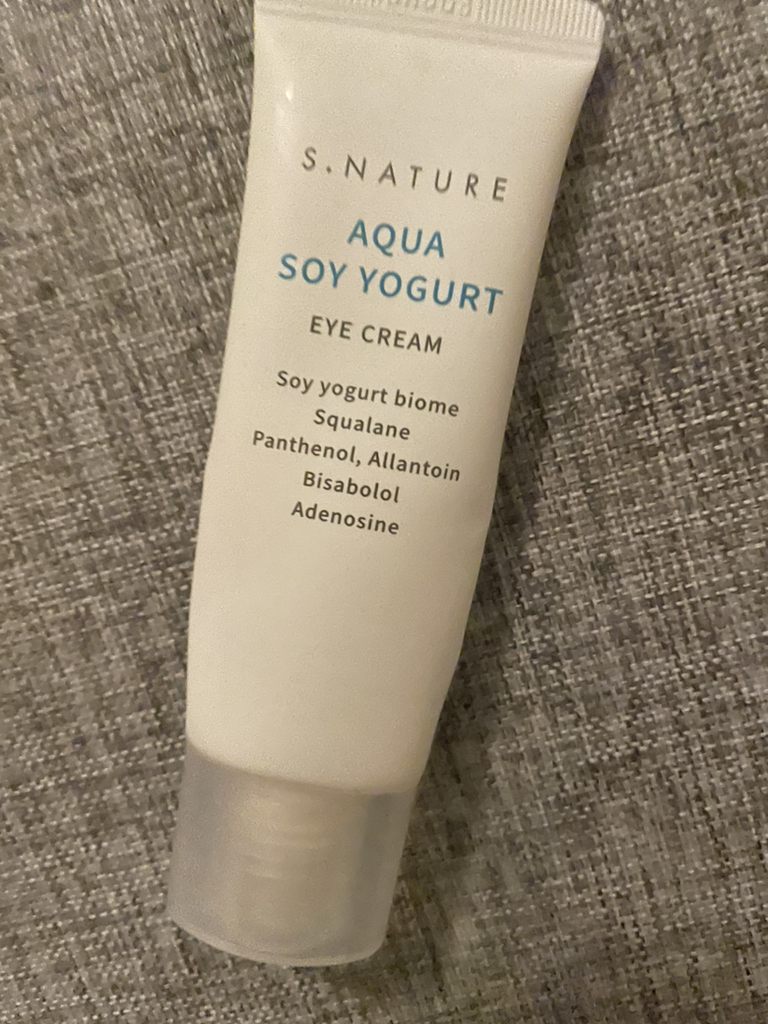 S.NATURE
AQUA
SOY YOGURT
EYE CREAM
Soy yogurt biome
Squalane
Panthenol, Allantoin
Bisabolol
Adenosine